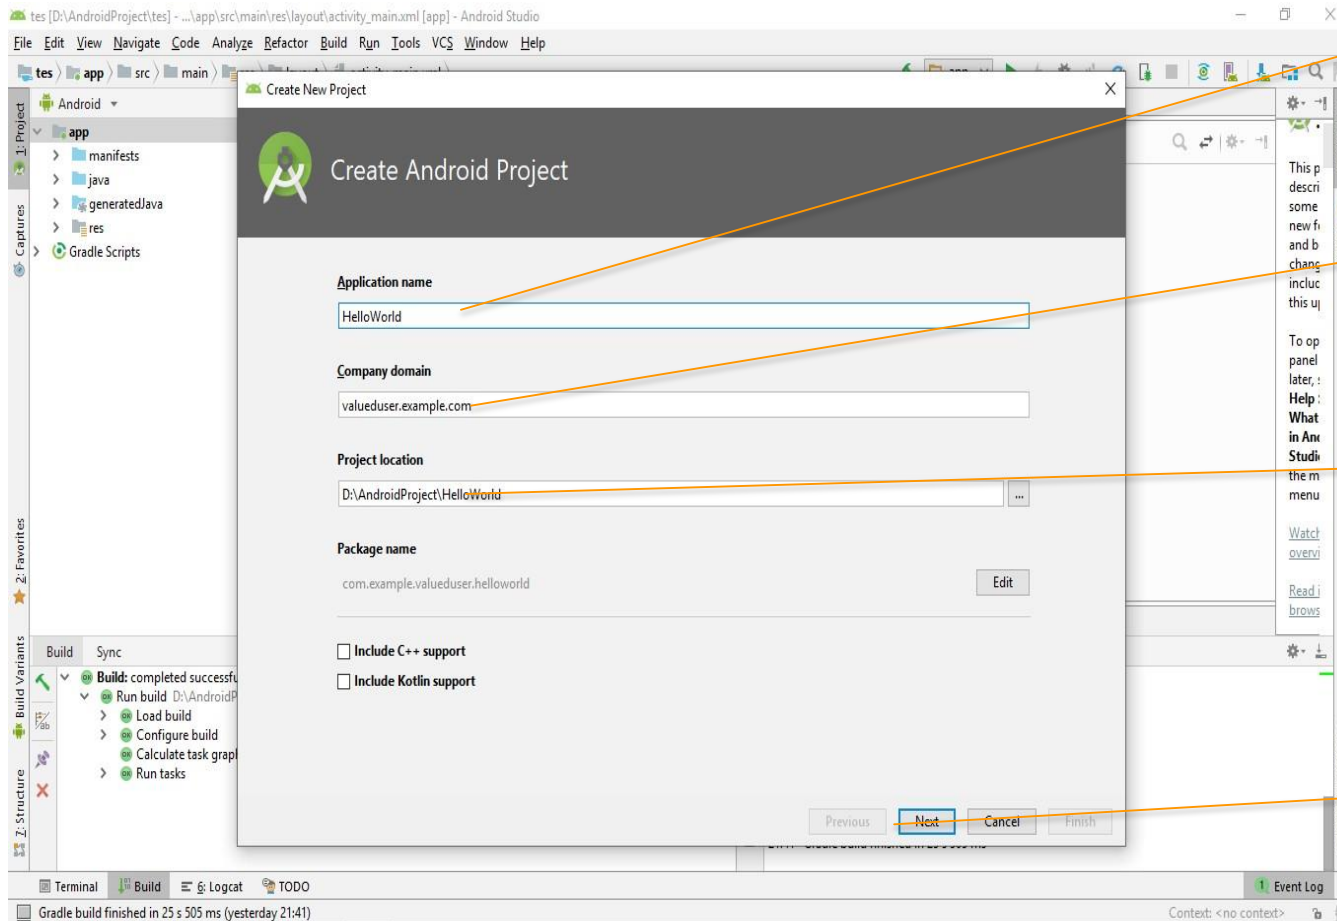 tes [D:\AndroidProject\tes] - ...\app\src\main\res\layout\activity_main.xml [app] - Android Studio
File Edit View Navigate Code Analyze Refactor Build Run Tools VCS Window Help
tes app src main
Create New Project
1: Project
Android
app
manifests
java
generatedJava
res
Gradle Scripts
Captures
Create Android Project
Application name
HelloWorld
Company domain
valueduser.example.com
Project location
D:\AndroidProject\HelloWorld
...
Package name
com.example.valueduser.helloworld
Edit
Include C++ support
Include Kotlin support
Previous Next Cancel Finish
This p
descri
some
new f
and b
chang
includ
this u
To op
panel
later, s
Help
What
in And
Studi
the m
menu
Watch
overvi
Read i
brows
2: Favorites
Build Variants
7: Structure
Build Sync
Build: completed successfu
Run build D:\AndroidP
Load build
Configure build
Calculate task grapl
Run tasks
Terminal Build 6: Logcat TODO
1 Event Log
Gradle build finished in 25 s 505 ms (yesterday 21:41)
Context: <no context>